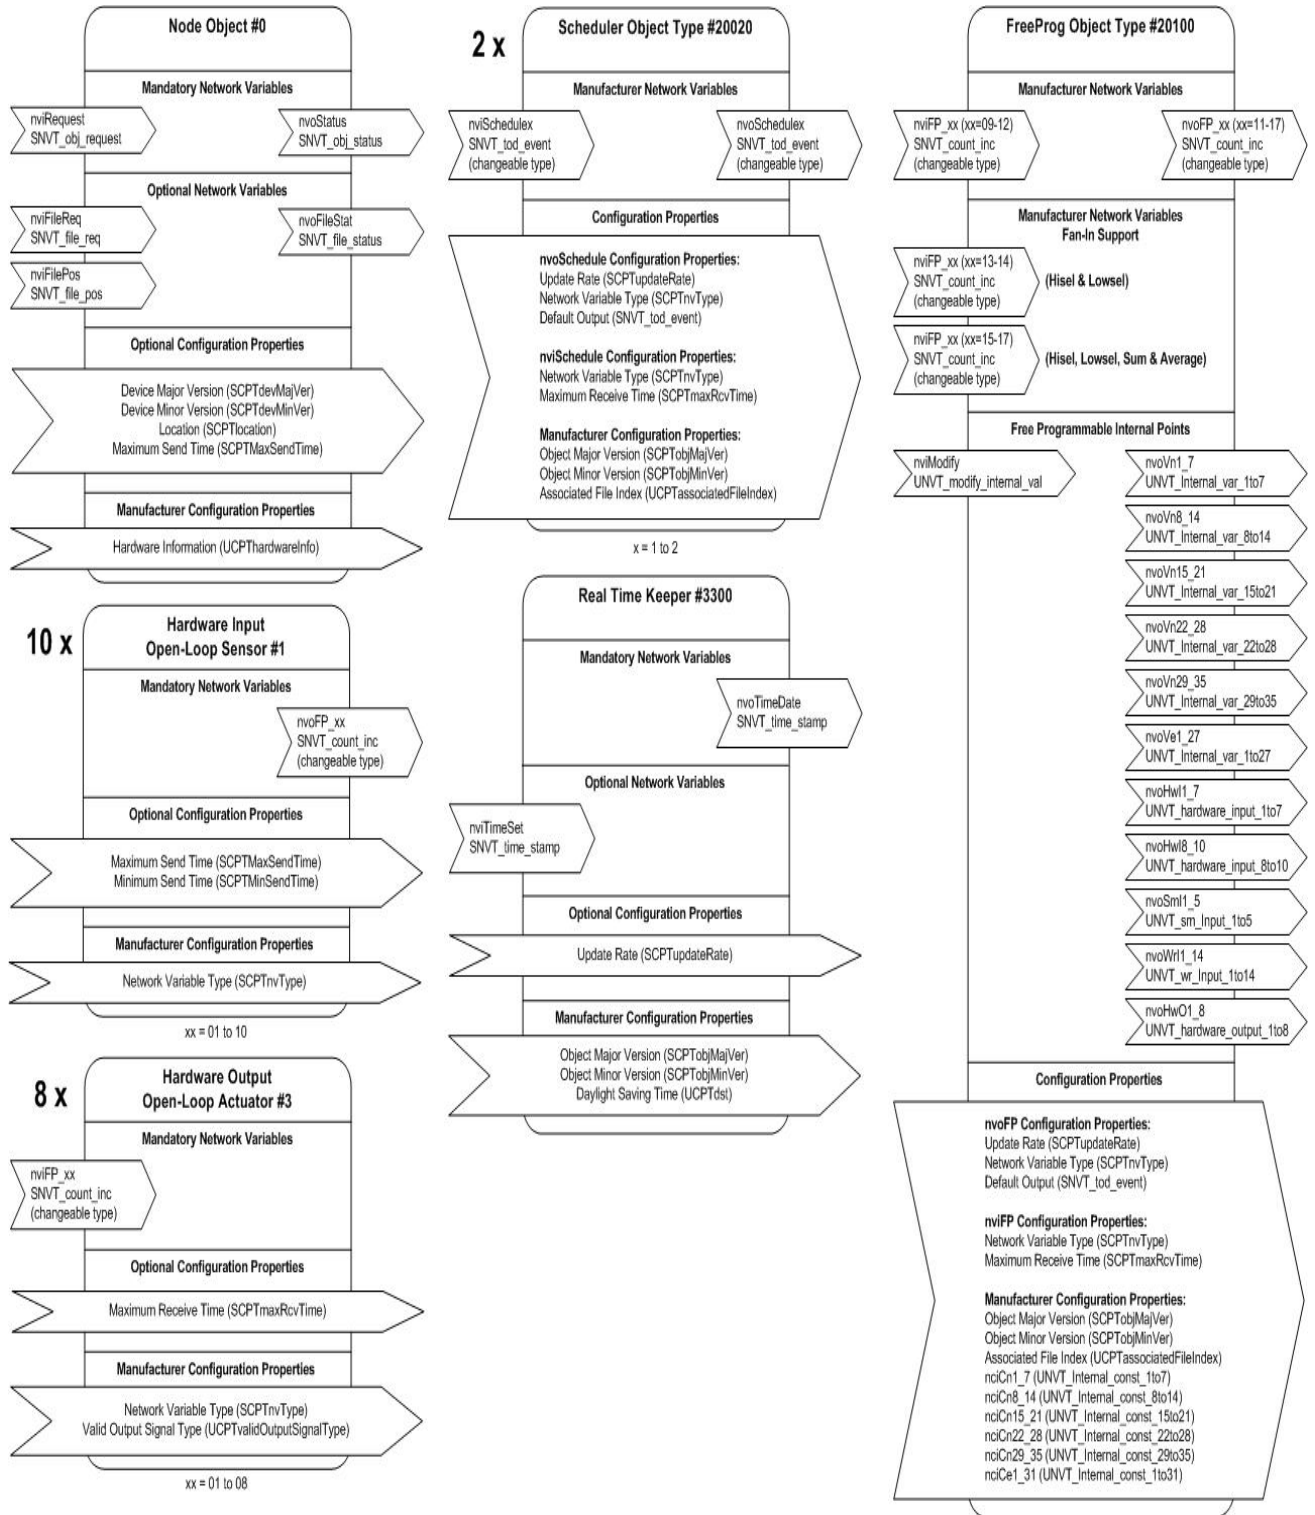 Node Object #0
Mandatory Network Variables
nviRequest
SNVT_obj_request
nvoStatus
SNVT_obj_status
Optional Network Variables
nviFileReq
SNVT_file_req
nvoFileStat
SNVT_file_status
nviFilePos
SNVT_file_pos
Optional Configuration Properties
Device Major Version (SCPTdevMajVer)
Device Minor Version (SCPTdevMinVer)
Location (SCPTlocation)
Maximum Send Time (SCPTMaxSendTime)
Manufacturer Configuration Properties
Hardware Information (UCPThardwareInfo)
10 x
Hardware Input
Open-Loop Sensor #1
Mandatory Network Variables
nvoFP_xx
SNVT_count_inc
(changeable type)
Optional Configuration Properties
Maximum Send Time (SCPTMaxSendTime)
Minimum Send Time (SCPTMinSendTime)
Manufacturer Configuration Properties
Network Variable Type (SCPTnvType)
xx = 01 to 10
8 x
Hardware Output
Open-Loop Actuator #3
Mandatory Network Variables
nviFP_xx
SNVT_count_inc
(changeable type)
Optional Configuration Properties
Maximum Receive Time (SCPTmaxRcvTime)
Manufacturer Configuration Properties
Network Variable Type (SCPTnvType)
Valid Output Signal Type (UCPTvalidOutputSignalType)
xx = 01 to 08
2 x
Scheduler Object Type #20020
Manufacturer Network Variables
nviSchedulex
SNVT_tod_event
(changeable type)
nvoSchedulex
SNVT_tod_event
(changeable type)
Configuration Properties
nvoSchedule Configuration Properties:
Update Rate (SCPTupdateRate)
Network Variable Type (SCPTnvType)
Default Output (SNVT_tod_event)
nviSchedule Configuration Properties:
Network Variable Type (SCPTnvType)
Maximum Receive Time (SCPTmaxRcvTime)
Manufacturer Configuration Properties:
Object Major Version (SCPTobjMajVer)
Object Minor Version (SCPTobjMinVer)
Associated File Index (UCPTassociatedFileIndex)
x = 1 to 2
Real Time Keeper #3300
Mandatory Network Variables
nvoTimeDate
SNVT_time_stamp
Optional Network Variables
nviTimeSet
SNVT_time_stamp
Optional Configuration Properties
Update Rate (SCPTupdateRate)
Manufacturer Configuration Properties
Object Major Version (SCPTobjMajVer)
Object Minor Version (SCPTobjMinVer)
Daylight Saving Time (UCPTdst)
FreeProg Object Type #20100
Manufacturer Network Variables
nviFP_xx (xx=09-12)
SNVT_count_inc
(changeable type)
nvoFP_xx (xx=11-17)
SNVT_count_inc
(changeable type)
Manufacturer Network Variables
Fan-In Support
nviFP_xx (xx=13-14)
SNVT_count_inc
(changeable type)
(Hisel & Lowsel)
nviFP_xx (xx=15-17)
SNVT_count_inc
(changeable type)
(Hisel, Lowsel, Sum & Average)
Free Programmable Internal Points
nviModify
UNVT_modify_internal_val
nvoVn1_7
UNVT_Internal_var_1to7
nvoVn8_14
UNVT_Internal_var_8to14
nvoVn15_21
UNVT_Internal_var_15to21
nvoVn22_28
UNVT_Internal_var_22to28
nvoVn29_35
UNVT_Internal_var_29to35
nvoVe1_27
UNVT_Internal_var_1to27
nvoHwI1_7
UNVT_hardware_input_1to7
nvoHwI8_10
UNVT_hardware_input_8to10
nvoSmI1_5
UNVT_sm_Input_1to5
nvoWrI1_14
UNVT_wr_Input_1to14
nvoHwO1_8
UNVT_hardware_output_1to8
Configuration Properties
nvoFP Configuration Properties:
Update Rate (SCPTupdateRate)
Network Variable Type (SCPTnvType)
Default Output (SNVT_tod_event)
nviFP Configuration Properties:
Network Variable Type (SCPTnvType)
Maximum Receive Time (SCPTmaxRcvTime)
Manufacturer Configuration Properties:
Object Major Version (SCPTobjMajVer)
Object Minor Version (SCPTobjMinVer)
Associated File Index (UCPTassociatedFileIndex)
nciCn1_7 (UNVT_Internal_const_1to7)
nciCn8_14 (UNVT_Internal_const_8to14)
nciCn15_21 (UNVT_Internal_const_15to21)
nciCn22_28 (UNVT_Internal_const_22to28)
nciCn29_35 (UNVT_Internal_const_29to35)
nciCe1_31 (UNVT_Internal_const_1to31)